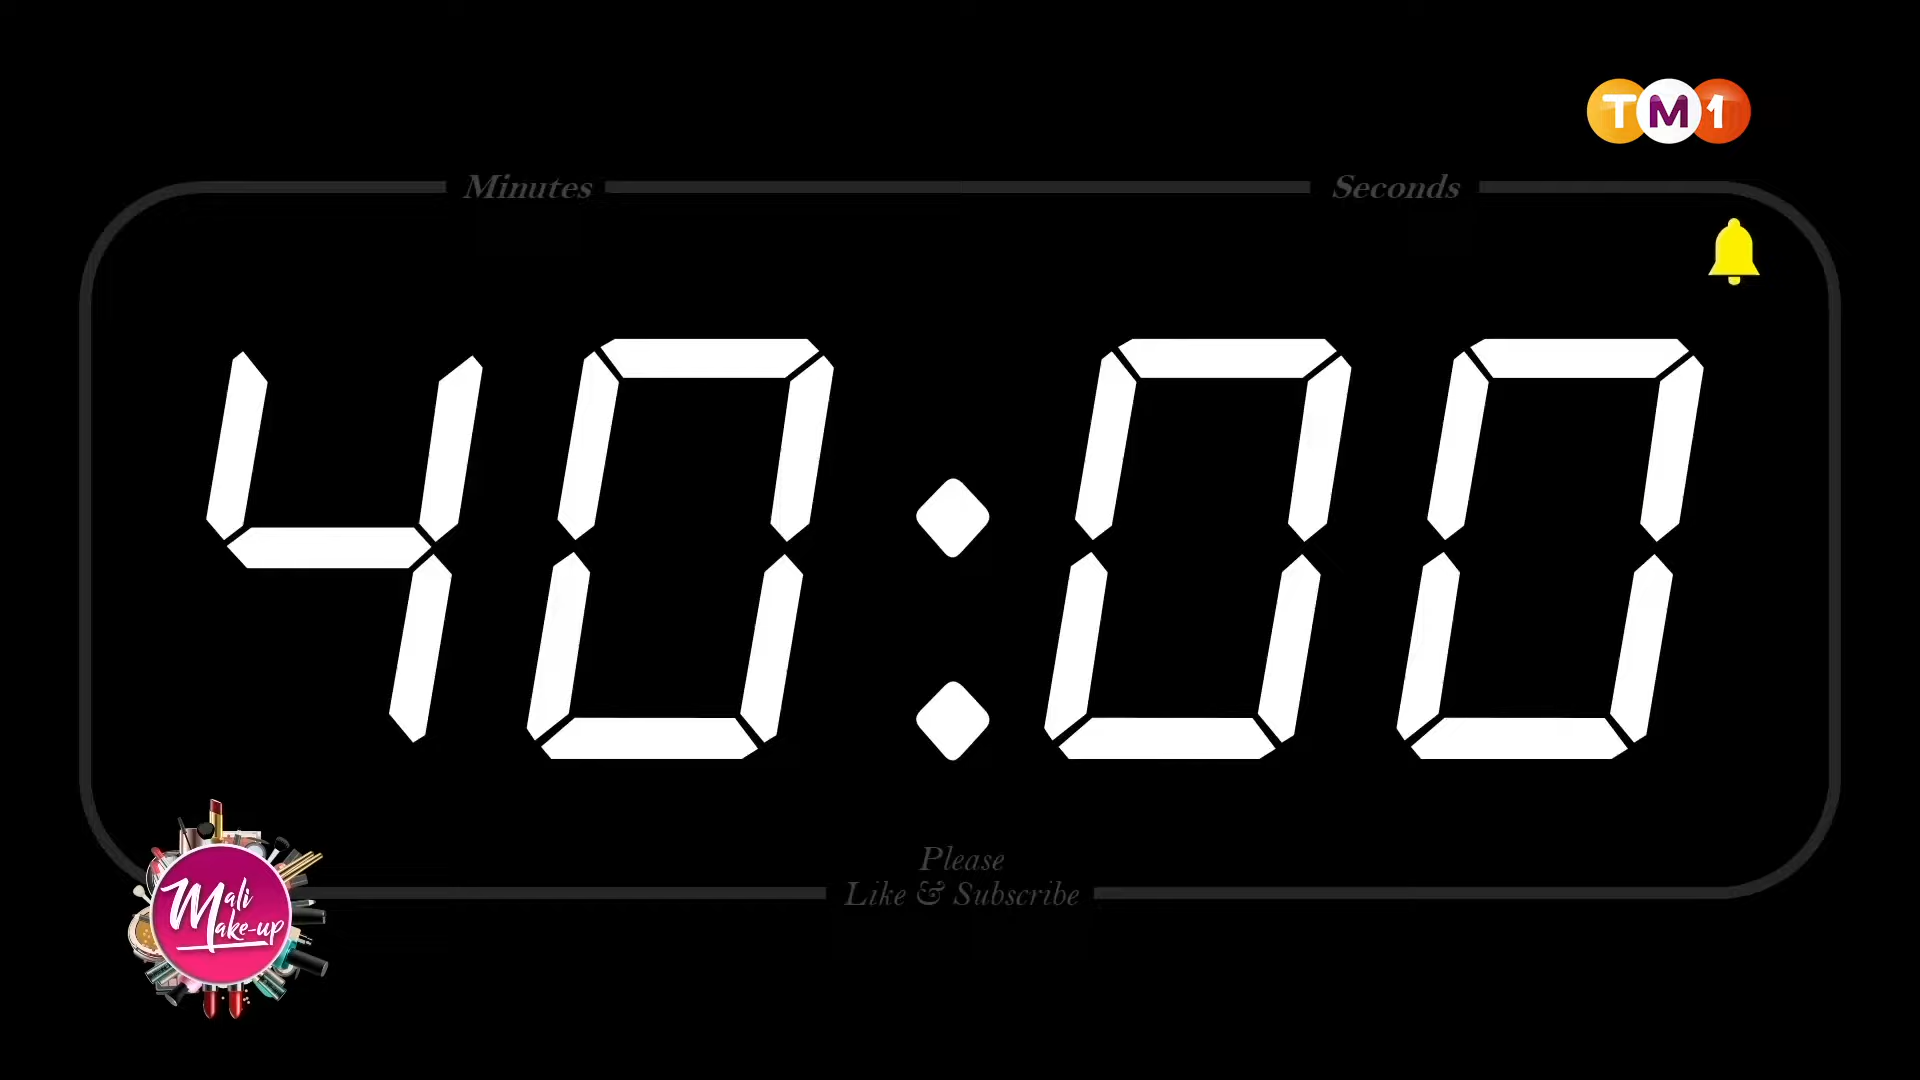 TM1
Minutes
Seconds
40:00
Please
Like & Subscribe
Mali
Make-up